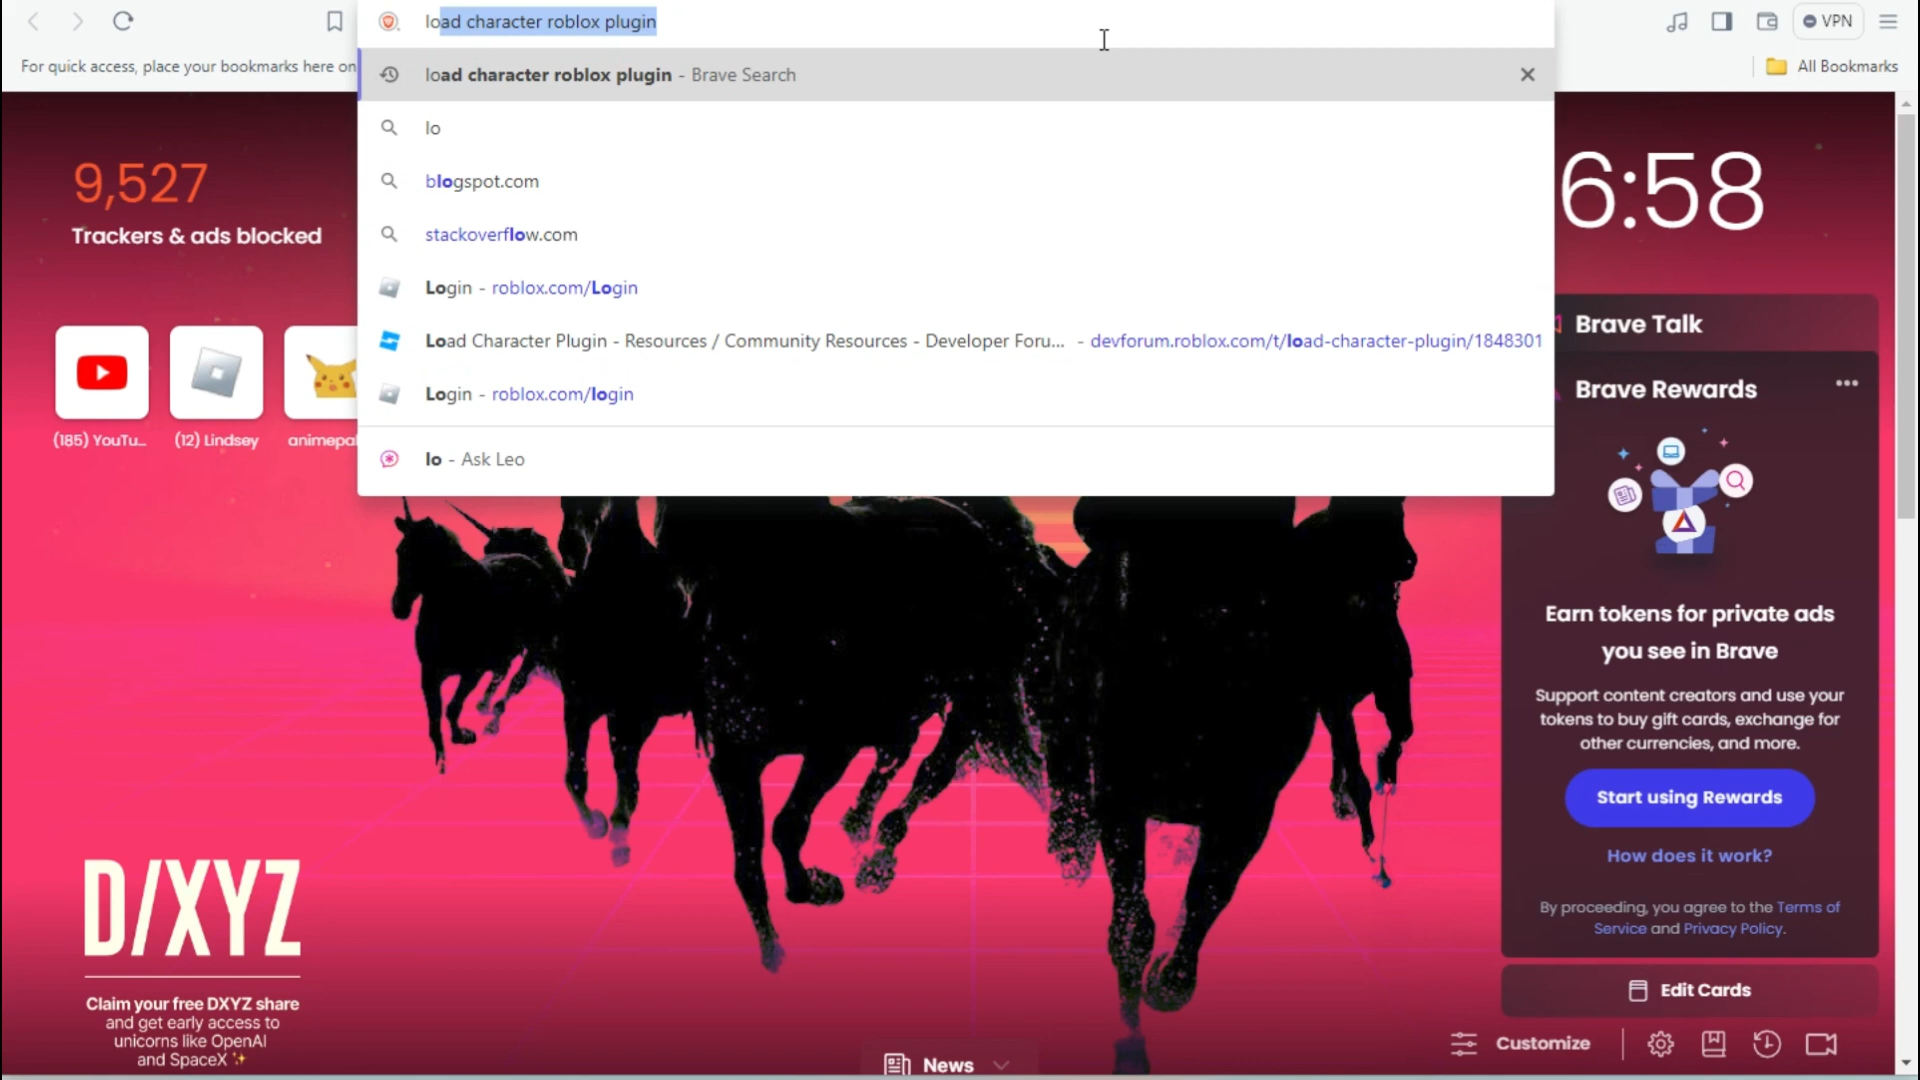 load character roblox plugin
VPN
For quick access, place your bookmarks here on
All Bookmarks
load character roblox plugin - Brave Search
lo
blogspot.com
stackoverflow.com
Login - roblox.com/Login
Load Character Plugin - Resources / Community Resources - Developer Foru... - devforum.roblox.com/t/load-character-plugin/1848301
Login - roblox.com/login
lo - Ask Leo
9,527
Trackers & ads blocked
6:58
(185) YouTu...
(12) Lindsey
animepa
Brave Talk
Brave Rewards
Earn tokens for private ads
you see in Brave
Support content creators and use your
tokens to buy gift cards, exchange for
other currencies, and more.
Start using Rewards
How does it work?
By proceeding, you agree to the Terms of
Service and Privacy Policy.
Edit Cards
D/XYZ
Claim your free DXYZ share
and get early access to
unicorns like OpenAI
and SpaceX ✨
News
Customize